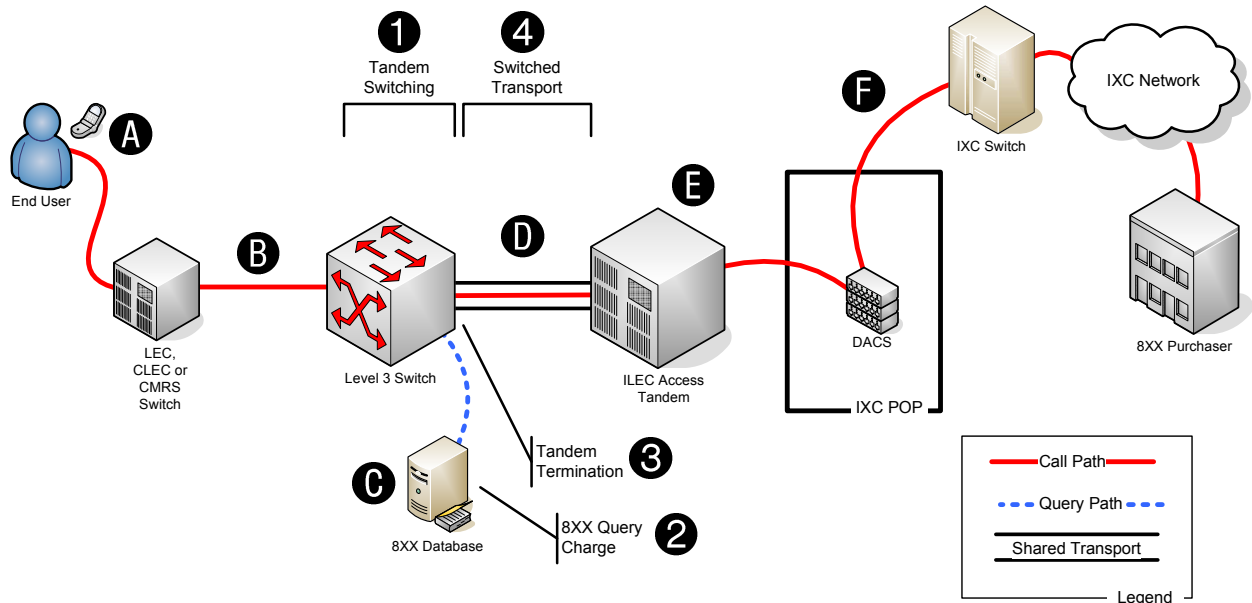 1
Tandem
Switching
4
Switched
Transport
A
End User
B
LEC,
CLEC or
CMRS
Switch
Level 3 Switch
D
E
ILEC Access
Tandem
F
IXC Switch
IXC Network
DACS
IXC POP
8XX Purchaser
C
8XX Database
Tandem
Termination
3
8XX Query
Charge
2
Call Path
Query Path
Shared Transport
Legend